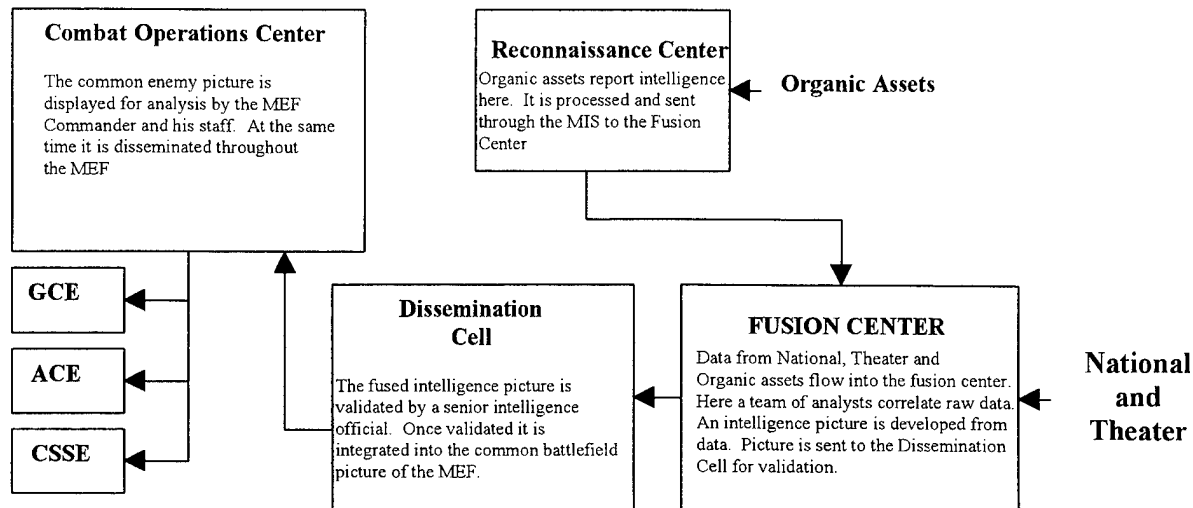 Combat Operations Center
The common enemy picture is
displayed for analysis by the MEF
Commander and his staff. At the same
time it is disseminated throughout
the MEF
Reconnaissance Center
Organic assets report intelligence
here. It is processed and sent
through the MIS to the Fusion
Center
Organic Assets
GCE
ACE
CSSE
Dissemination
Cell
The fused intelligence picture is
validated by a senior intelligence
official. Once validated it is
integrated into the common battlefield
picture of the MEF.
FUSION CENTER
Data from National, Theater and
Organic assets flow into the fusion center.
Here a team of analysts correlate raw data.
An intelligence picture is developed from
data. Picture is sent to the Dissemination
Cell for validation.
National
and
Theater